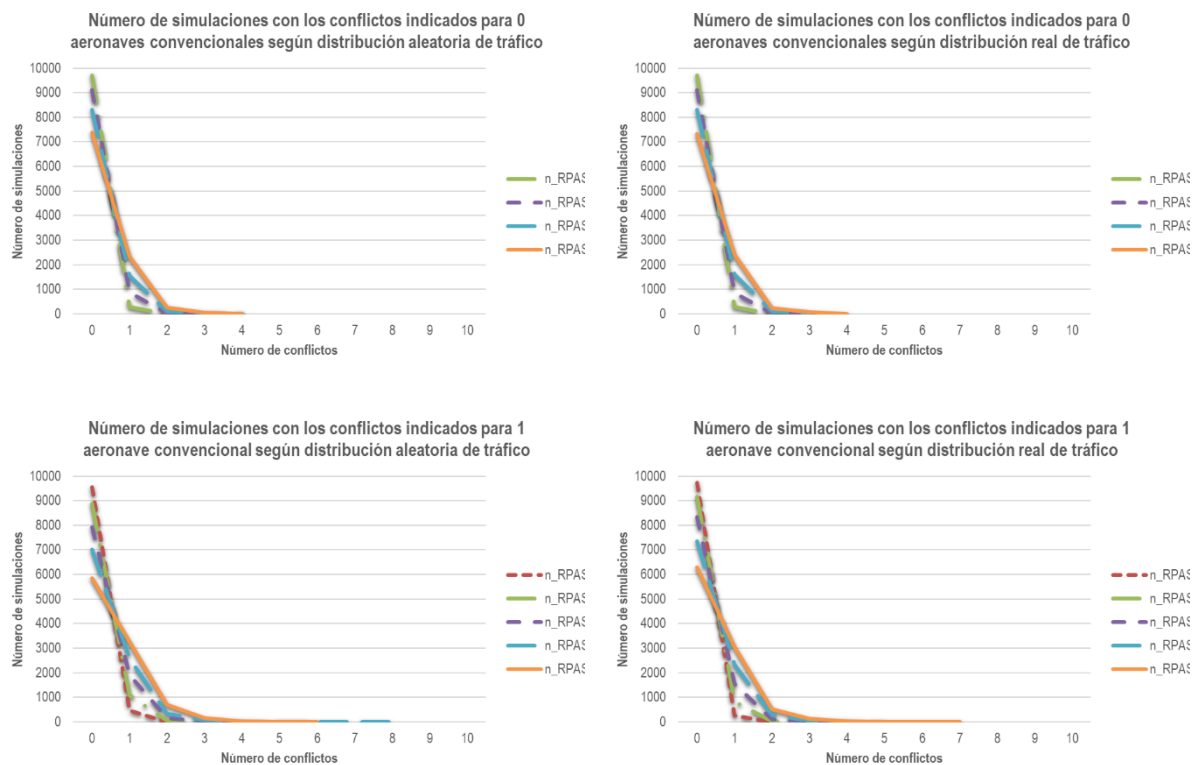 Número de simulaciones con los conflictos indicados para 0
aeronaves convencionales según distribución aleatoria de tráfico
Número de simulaciones
10000
9000
8000
7000
6000
5000
4000
3000
2000
1000
0
0 1 2 3 4 5 6 7 8 9 10
Número de conflictos
n_RPAS
n_RPAS
n_RPAS
n_RPAS
Número de simulaciones con los conflictos indicados para 0
aeronaves convencionales según distribución real de tráfico
Número de simulaciones
10000
9000
8000
7000
6000
5000
4000
3000
2000
1000
0
0 1 2 3 4 5 6 7 8 9 10
Número de conflictos
n_RPAS
n_RPAS
n_RPAS
n_RPAS
Número de simulaciones con los conflictos indicados para 1
aeronave convencional según distribución aleatoria de tráfico
Número de simulaciones
10000
9000
8000
7000
6000
5000
4000
3000
2000
1000
0
0 1 2 3 4 5 6 7 8 9 10
Número de conflictos
n_RPAS
n_RPAS
n_RPAS
n_RPAS
n_RPAS
Número de simulaciones con los conflictos indicados para 1
aeronave convencional según distribución real de tráfico
Número de simulaciones
10000
9000
8000
7000
6000
5000
4000
3000
2000
1000
0
0 1 2 3 4 5 6 7 8 9 10
Número de conflictos
n_RPAS
n_RPAS
n_RPAS
n_RPAS
n_RPAS